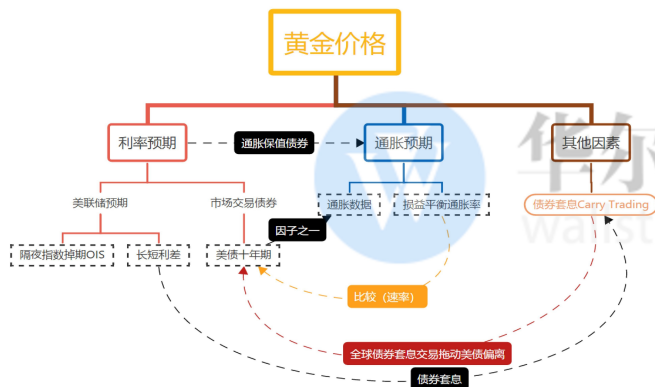 黄金价格
利率预期
通胀保值债券
通胀预期
其他因素
美联储预期
市场交易债券
通胀数据
损益平衡通胀率
债券套息Carry Trading
因子之一
隔夜指数掉期OIS
长短利差
美债十年期
比较（速率）
全球债券套息交易拖动美债偏离
债券套息
华尔
wallst